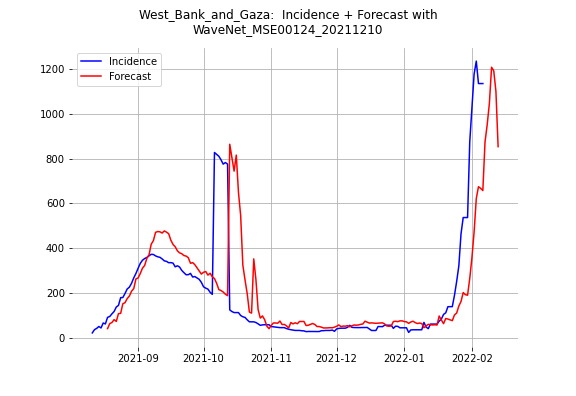 West_Bank_and_Gaza:  Incidence + Forecast with
WaveNet_MSE00124_20211210
Incidence
Forecast
1200
1000
800
600
400
200
0
2021-09 2021-10 2021-11 2021-12 2022-01 2022-02